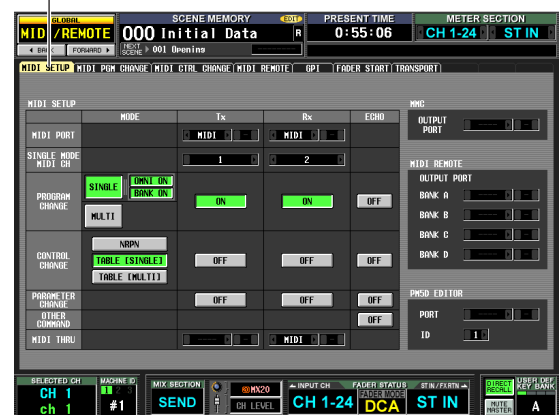 GLOBAL
MIDI/REMOTE
BACK
FORWARD
SCENE MEMORY
EDIT
000 Initial Data
R
NEXT SCENE 001 Opening
PRESENT TIME
0:55:06
METER SECTION
CH 1-24
ST IN
MIDI SETUP
MIDI PGM CHANGE
MIDI CTRL CHANGE
MIDI REMOTE
GPI
FADER START
TRANSPORT
MIDI SETUP
MODE
Tx
Rx
ECHO
MIDI PORT
MIDI
MIDI
SINGLE MODE
MIDI CH
1
2
PROGRAM
CHANGE
SINGLE
OMNI ON
BANK ON
MULTI
ON
ON
OFF
CONTROL
CHANGE
NRPN
TABLE [SINGLE]
TABLE [MULTI]
OFF
OFF
OFF
PARAMETER
CHANGE
OFF
OFF
OFF
OTHER
COMMAND
OFF
MIDI THRU
MIDI
MMC
OUTPUT
PORT
MIDI REMOTE
OUTPUT PORT
BANK A
BANK B
BANK C
BANK D
PM5D EDITOR
PORT
ID
1
SELECTED CH
CH 1
ch 1
MACHINE ID
1 2 3
#1
MIX SECTION
SEND
MIX20
CH LEVEL
INPUT CH
CH 1-24
FADER STATUS
FADER MODE
DCA
ST IN/FXRTN
ST IN
DIRECT
RECALL
MUTE
MASTER
USER DEF
KEY BANK
A